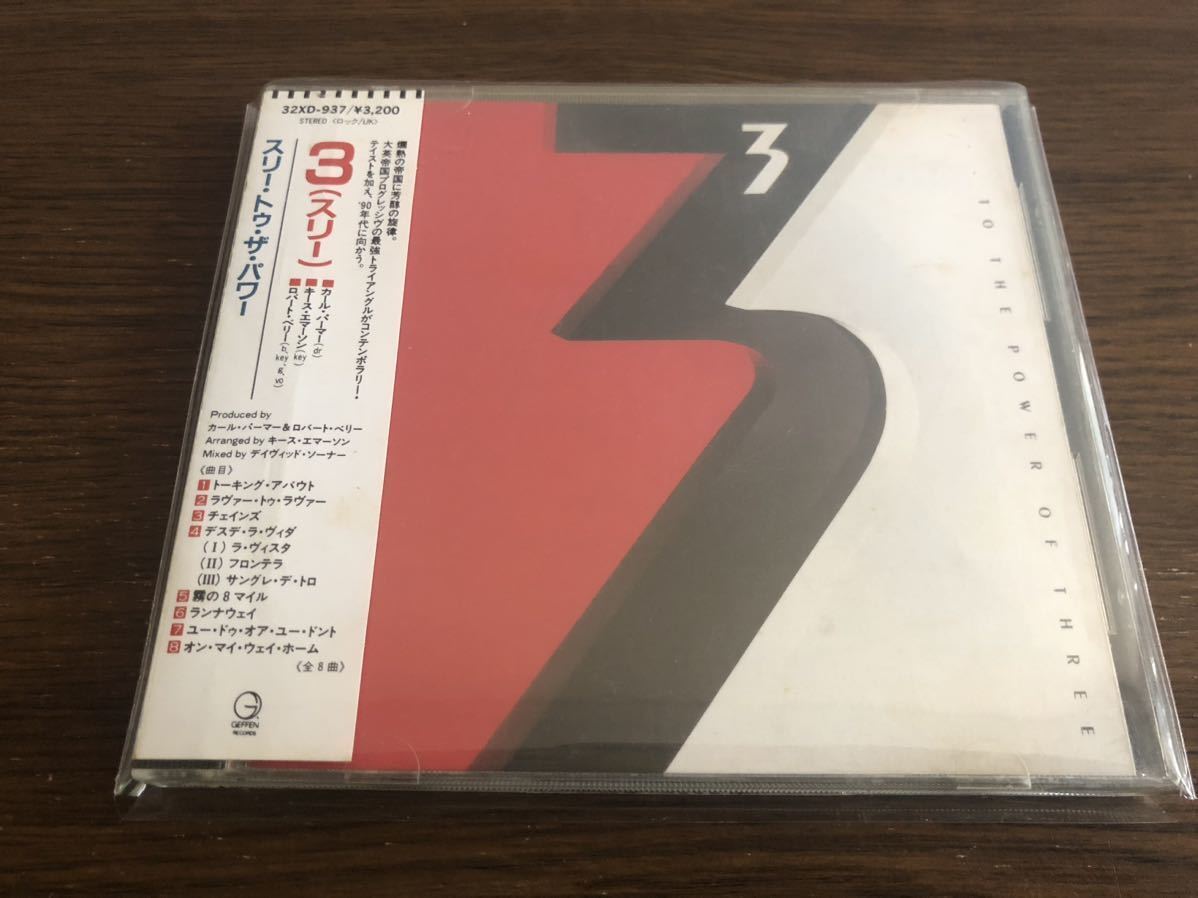 32XD-937/¥3,200
STEREO 〈ロック/UK〉
爛熟の帝国に芳醇の旋律。
大英帝国プログレッシヴの最強トライアングルがコンテンポラリー・
テイストを加え、'90年代に向かう。
3(スリー)
■カール・パーマー(dr)
■キース・エマーソン(key)
■ロバート・ベリー(b、key、g、vo)
スリー・トゥ・ザ・パワー
Produced by
カール・パーマー&ロバート・ベリー
Arranged by キース・エマーソン
Mixed by デイヴィッド・ソーナー
《曲目》
1 トーキング・アバウト
2 ラヴァー・トゥ・ラヴァー
3 チェインズ
4 デスデ・ラ・ヴィダ
(I) ラ・ヴィスタ
(II) フロンテラ
(III) サングレ・デ・トロ
5 霧の8マイル
6 ランナウェイ
7 ユー・ドゥ・オア・ユー・ドント
8 オン・マイ・ウェイ・ホーム
《全8曲》
GEFFEN
RECORDS
3
TO THE POWER OF THREE